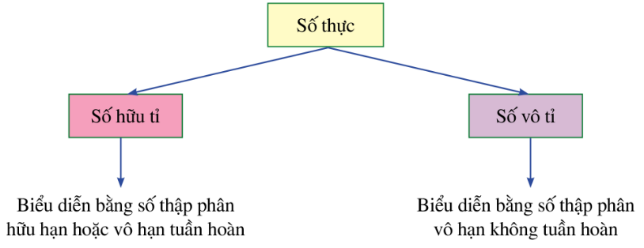 Số thực
Số hữu tỉ
Số vô tỉ
Biểu diễn bằng số thập phân
hữu hạn hoặc vô hạn tuần hoàn
Biểu diễn bằng số thập phân
vô hạn không tuần hoàn